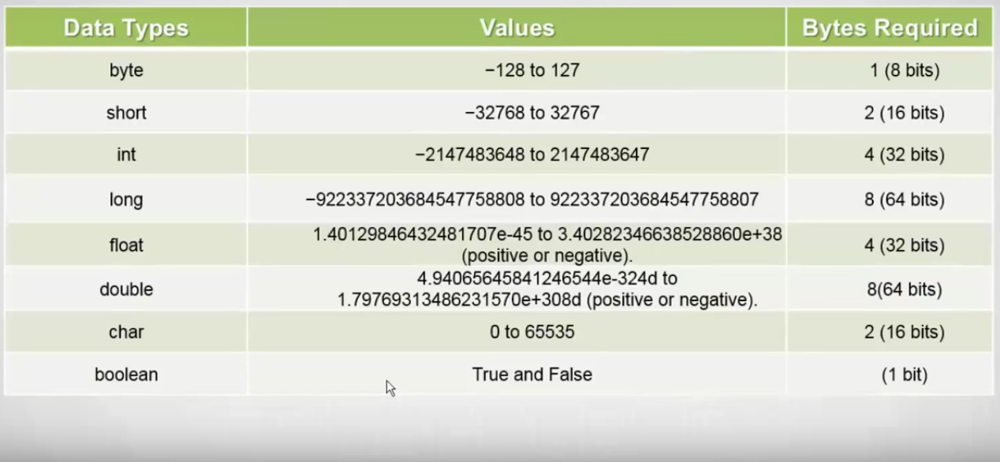 Data Types Values Bytes Required
byte −128 to 127 1 (8 bits)
short −32768 to 32767 2 (16 bits)
int −2147483648 to 2147483647 4 (32 bits)
long −922337203684547758808 to 922337203684547758807 8 (64 bits)
float 1.40129846432481707e-45 to 3.40282346638528860e+38 (positive or negative). 4 (32 bits)
double 4.94065645841246544e-324d to 1.79769313486231570e+308d (positive or negative). 8(64 bits)
char 0 to 65535 2 (16 bits)
boolean True and False (1 bit)